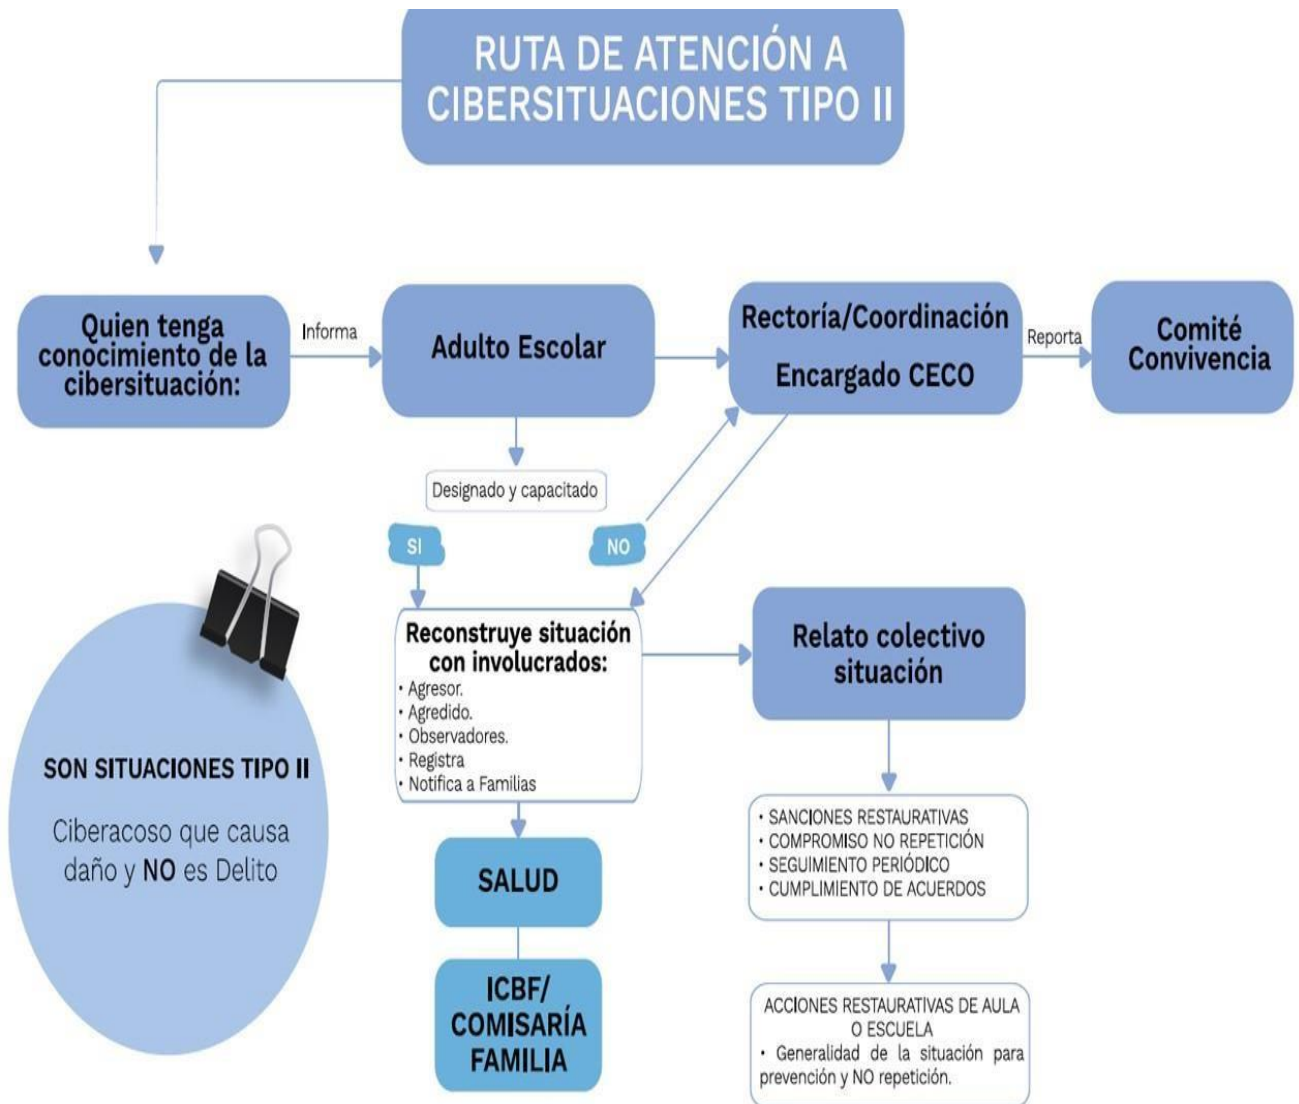 RUTA DE ATENCIÓN A
CIBERSITUACIONES TIPO II
Quien tenga
conocimiento de la
cibersituación:
Informa
Adulto Escolar
Rectoría/Coordinación
Encargado CECO
Reporta
Comité
Convivencia
Designado y capacitado
SI
NO
Reconstruye situación
con involucrados:
• Agresor.
• Agredido.
• Observadores.
• Registra
• Notifica a Familias
Relato colectivo
situación
SON SITUACIONES TIPO II
Ciberacoso que causa
daño y NO es Delito
SALUD
ICBF/
COMISARÍA
FAMILIA
• SANCIONES RESTAURATIVAS
• COMPROMISO NO REPETICIÓN
• SEGUIMIENTO PERIÓDICO
• CUMPLIMIENTO DE ACUERDOS
ACCIONES RESTAURATIVAS DE AULA
O ESCUELA
• Generalidad de la situación para
prevención y NO repetición.